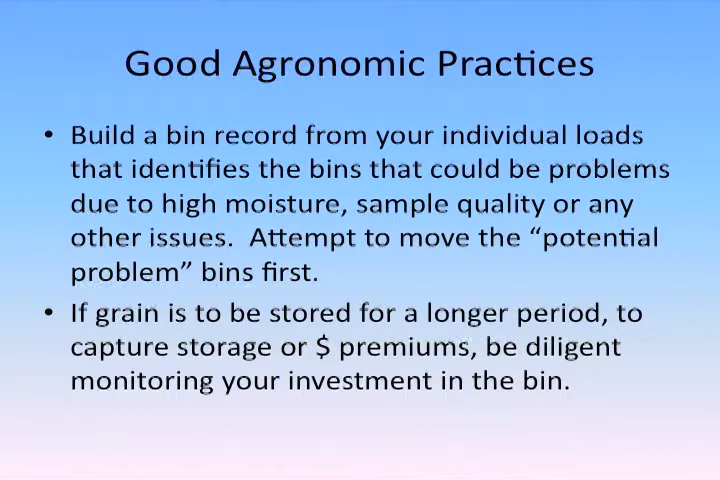 Good Agronomic Practices
• Build a bin record from your individual loads
that identifies the bins that could be problems
due to high moisture, sample quality or any
other issues.  Attempt to move the “potential
problem” bins first.
• If grain is to be stored for a longer period, to
capture storage or $ premiums, be diligent
monitoring your investment in the bin.